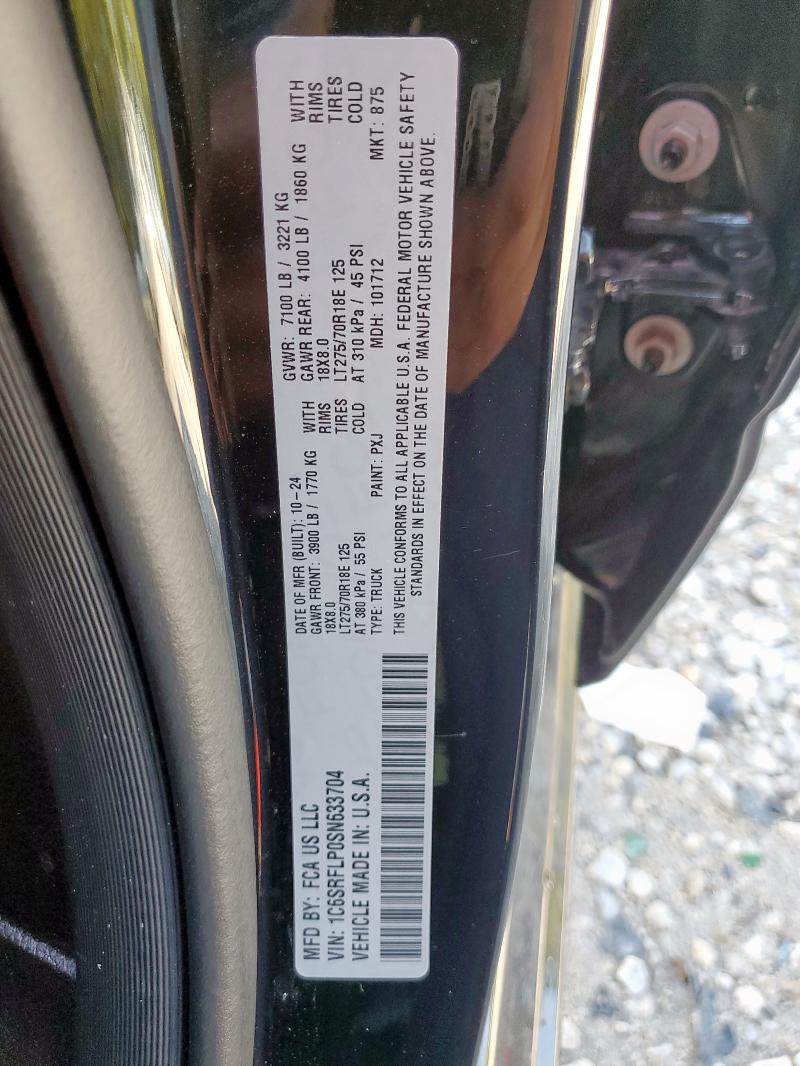 MFD BY: FCA US LLC
VIN: 1C6SRFLP0SN633704
VEHICLE MADE IN: U.S.A.
DATE OF MFR (BUILT): 10-24
GAWR FRONT: 3900 LB / 1770 KG WITH
18X8.0 RIMS
LT275/70R18E 125 TIRES
AT 380 kPa / 55 PSI COLD
GVWR: 7100 LB / 3221 KG
GAWR REAR: 4100 LB / 1860 KG WITH
18X8.0 RIMS
LT275/70R18E 125 TIRES
AT 310 kPa / 45 PSI COLD
TYPE: TRUCK PAINT: PXJ MDH: 101712 MKT: 875
THIS VEHICLE CONFORMS TO ALL APPLICABLE U.S.A. FEDERAL MOTOR VEHICLE SAFETY
STANDARDS IN EFFECT ON THE DATE OF MANUFACTURE SHOWN ABOVE.